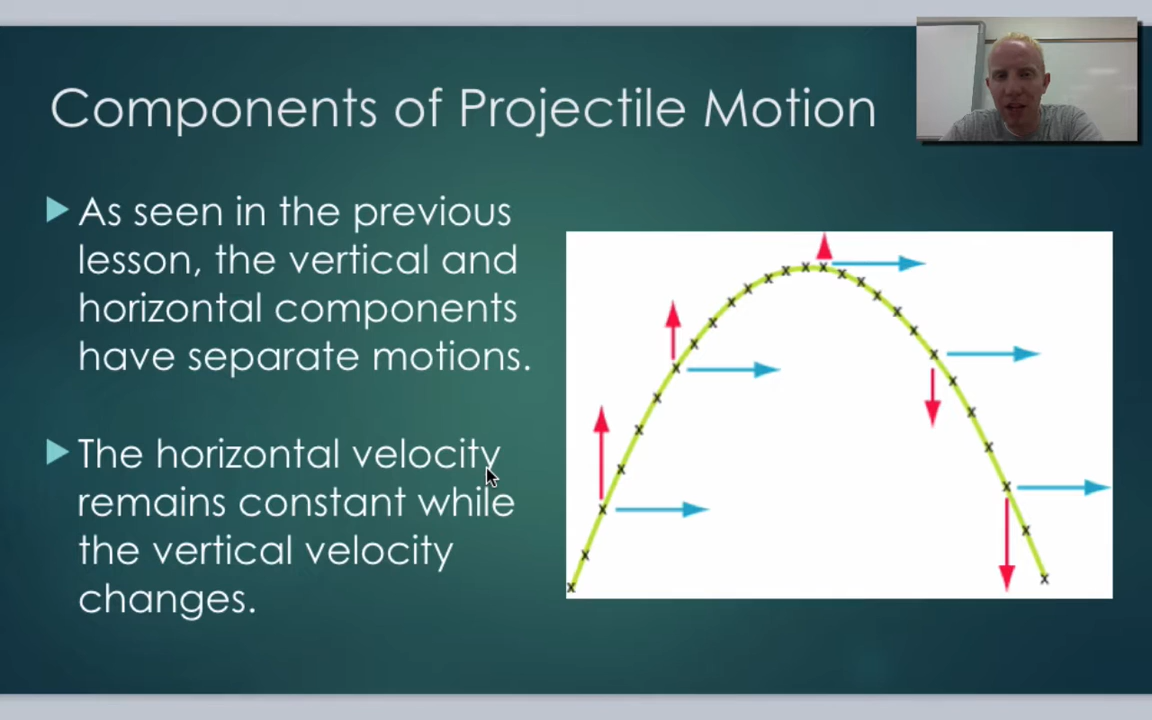 Components of Projectile Motion
As seen in the previous
lesson, the vertical and
horizontal components
have separate motions.
The horizontal velocity
remains constant while
the vertical velocity
changes.